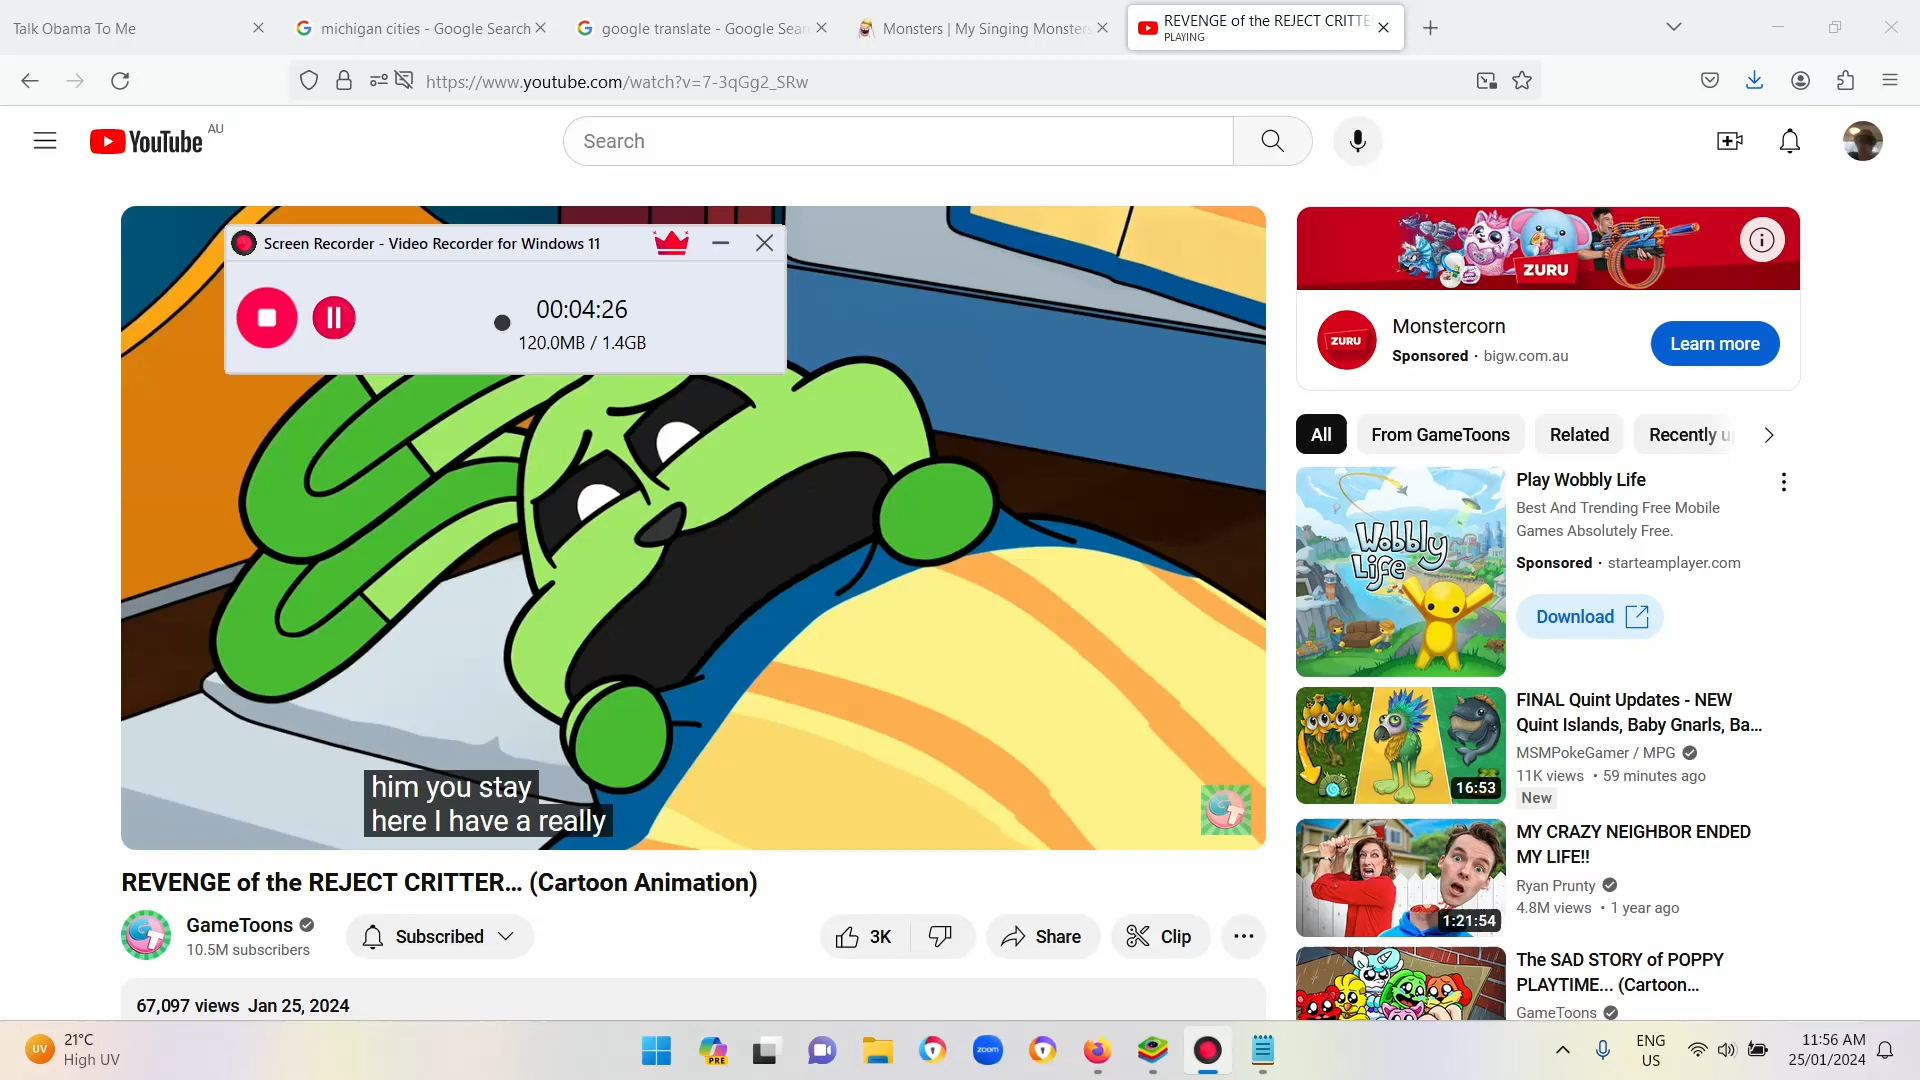 Talk Obama To Me
michigan cities - Google Search
google translate - Google Sear
Monsters | My Singing Monsters
REVENGE of the REJECT CRITTE
PLAYING
https://www.youtube.com/watch?v=7-3qGg2_SRw
YouTube AU
Search
Screen Recorder - Video Recorder for Windows 11
00:04:26
120.0MB / 1.4GB
him you stay
here I have a really
REVENGE of the REJECT CRITTER... (Cartoon Animation)
GameToons
10.5M subscribers
Subscribed
3K
Share
Clip
67,097 views Jan 25, 2024
ZURU
ZURU
Monstercorn
Sponsored · bigw.com.au
Learn more
All
From GameToons
Related
Recently u
Wobbly
Life
Play Wobbly Life
Best And Trending Free Mobile
Games Absolutely Free.
Sponsored · starteamplayer.com
Download
16:53
FINAL Quint Updates - NEW
Quint Islands, Baby Gnarls, Ba...
MSMPokeGamer / MPG
11K views • 59 minutes ago
New
1:21:54
MY CRAZY NEIGHBOR ENDED
MY LIFE!!
Ryan Prunty
4.8M views • 1 year ago
The SAD STORY of POPPY
PLAYTIME... (Cartoon...
GameToons
UV
21°C
High UV
PRE
zoom
ENG
US
11:56 AM
25/01/2024